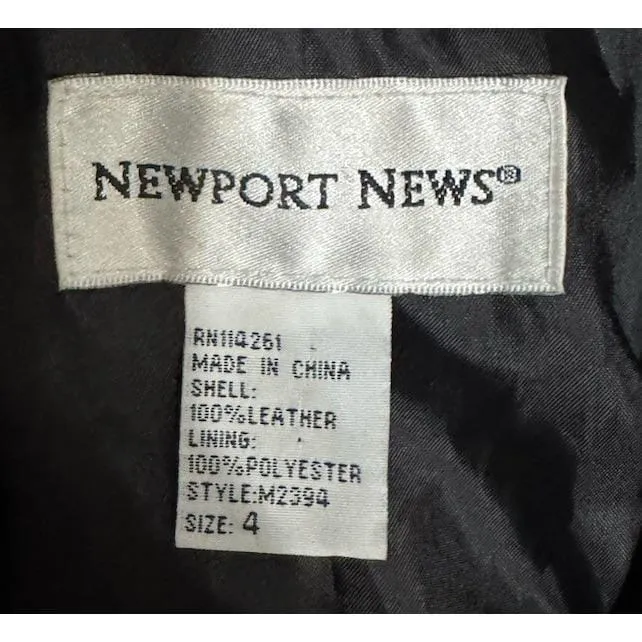 NEWPORT NEWS®
RN114261
MADE IN CHINA
SHELL:
100%LEATHER
LINING:
100%POLYESTER
STYLE:M2394
SIZE: 4